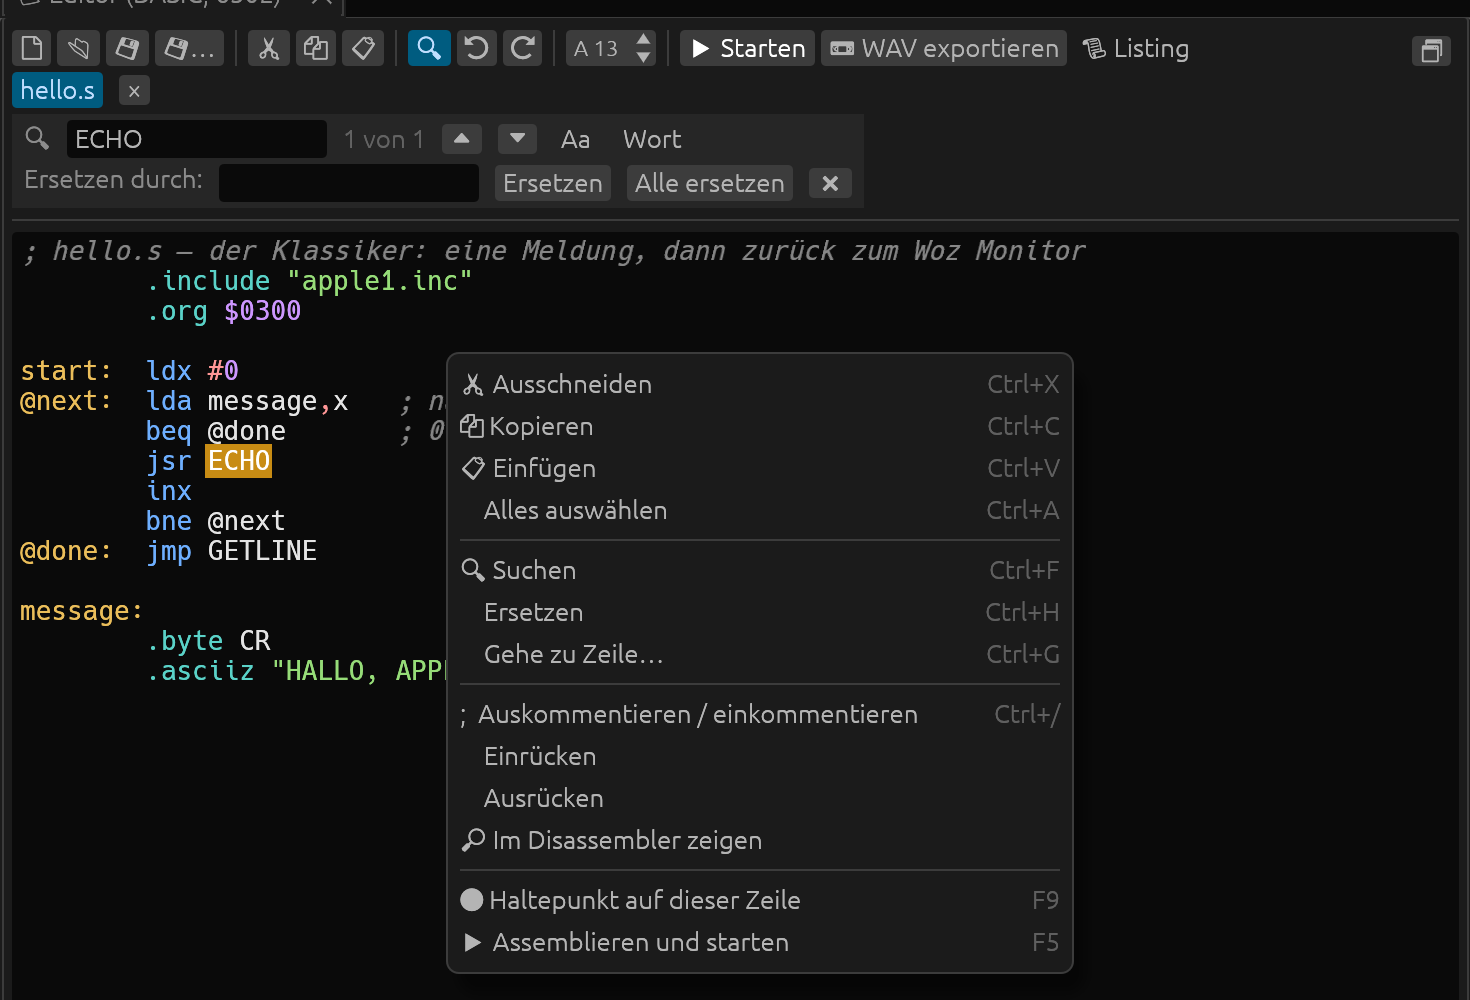 Editor (BASIC, 6502)
... A 13 Starten WAV exportieren Listing
hello.s ×
ECHO 1 von 1 Aa Wort
Ersetzen durch: Ersetzen Alle ersetzen
; hello.s — der Klassiker: eine Meldung, dann zurück zum Woz Monitor
.include "apple1.inc"
.org $0300
start: ldx #0
@next: lda message,x ;
beq @done ; 0
jsr ECHO
inx
bne @next
@done: jmp GETLINE
message:
.byte CR
.asciiz "HALLO,
Ausschneiden Ctrl+X
Kopieren Ctrl+C
Einfügen Ctrl+V
Alles auswählen Ctrl+A
Suchen Ctrl+F
Ersetzen Ctrl+H
Gehe zu Zeile... Ctrl+G
; Auskommentieren / einkommentieren Ctrl+/
Einrücken
Ausrücken
Im Disassembler zeigen
Haltepunkt auf dieser Zeile F9
Assemblieren und starten F5